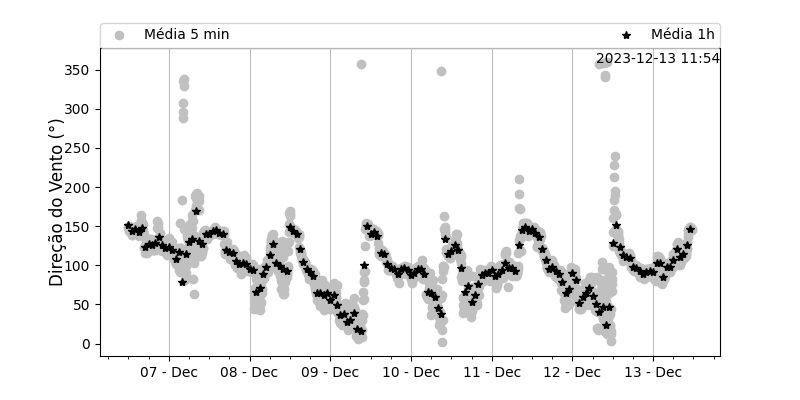 Média 5 min
Média 1h
2023-12-13 11:54
Direção do Vento (°)
350
300
250
200
150
100
50
0
07 - Dec
08 - Dec
09 - Dec
10 - Dec
11 - Dec
12 - Dec
13 - Dec